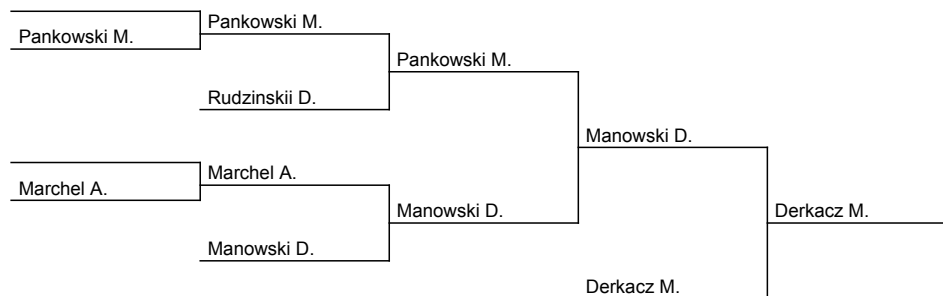 Pankowski M.
Pankowski M.
Pankowski M.
Rudzinskii D.
Manowski D.
Marchel A.
Marchel A.
Manowski D.
Derkacz M.
Manowski D.
Derkacz M.